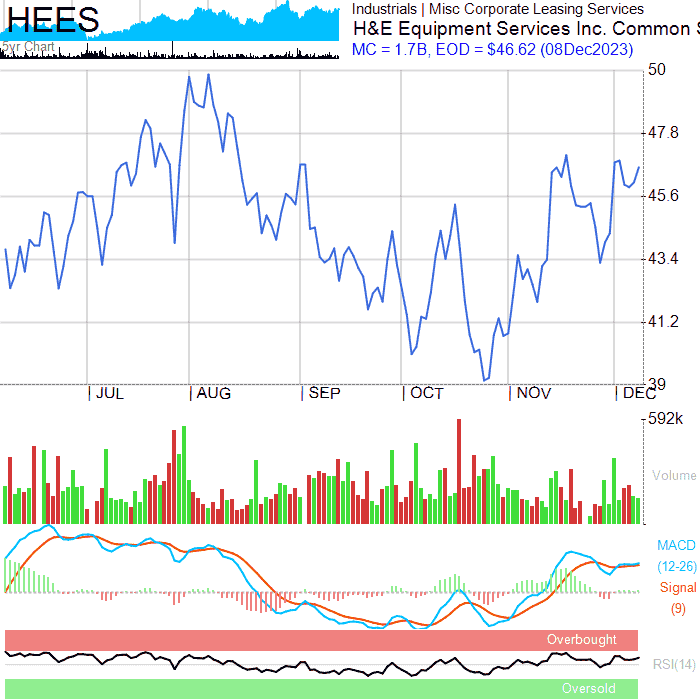 HEES
5yr Chart
Industrials | Misc Corporate Leasing Services
H&E Equipment Services Inc. Common S
MC = 1.7B, EOD = $46.62 (08Dec2023)
50
47.8
45.6
43.4
41.2
39
JUL AUG SEP OCT NOV DEC
592k
Volume
MACD
(12-26)
Signal
(9)
Overbought
RSI(14)
Oversold